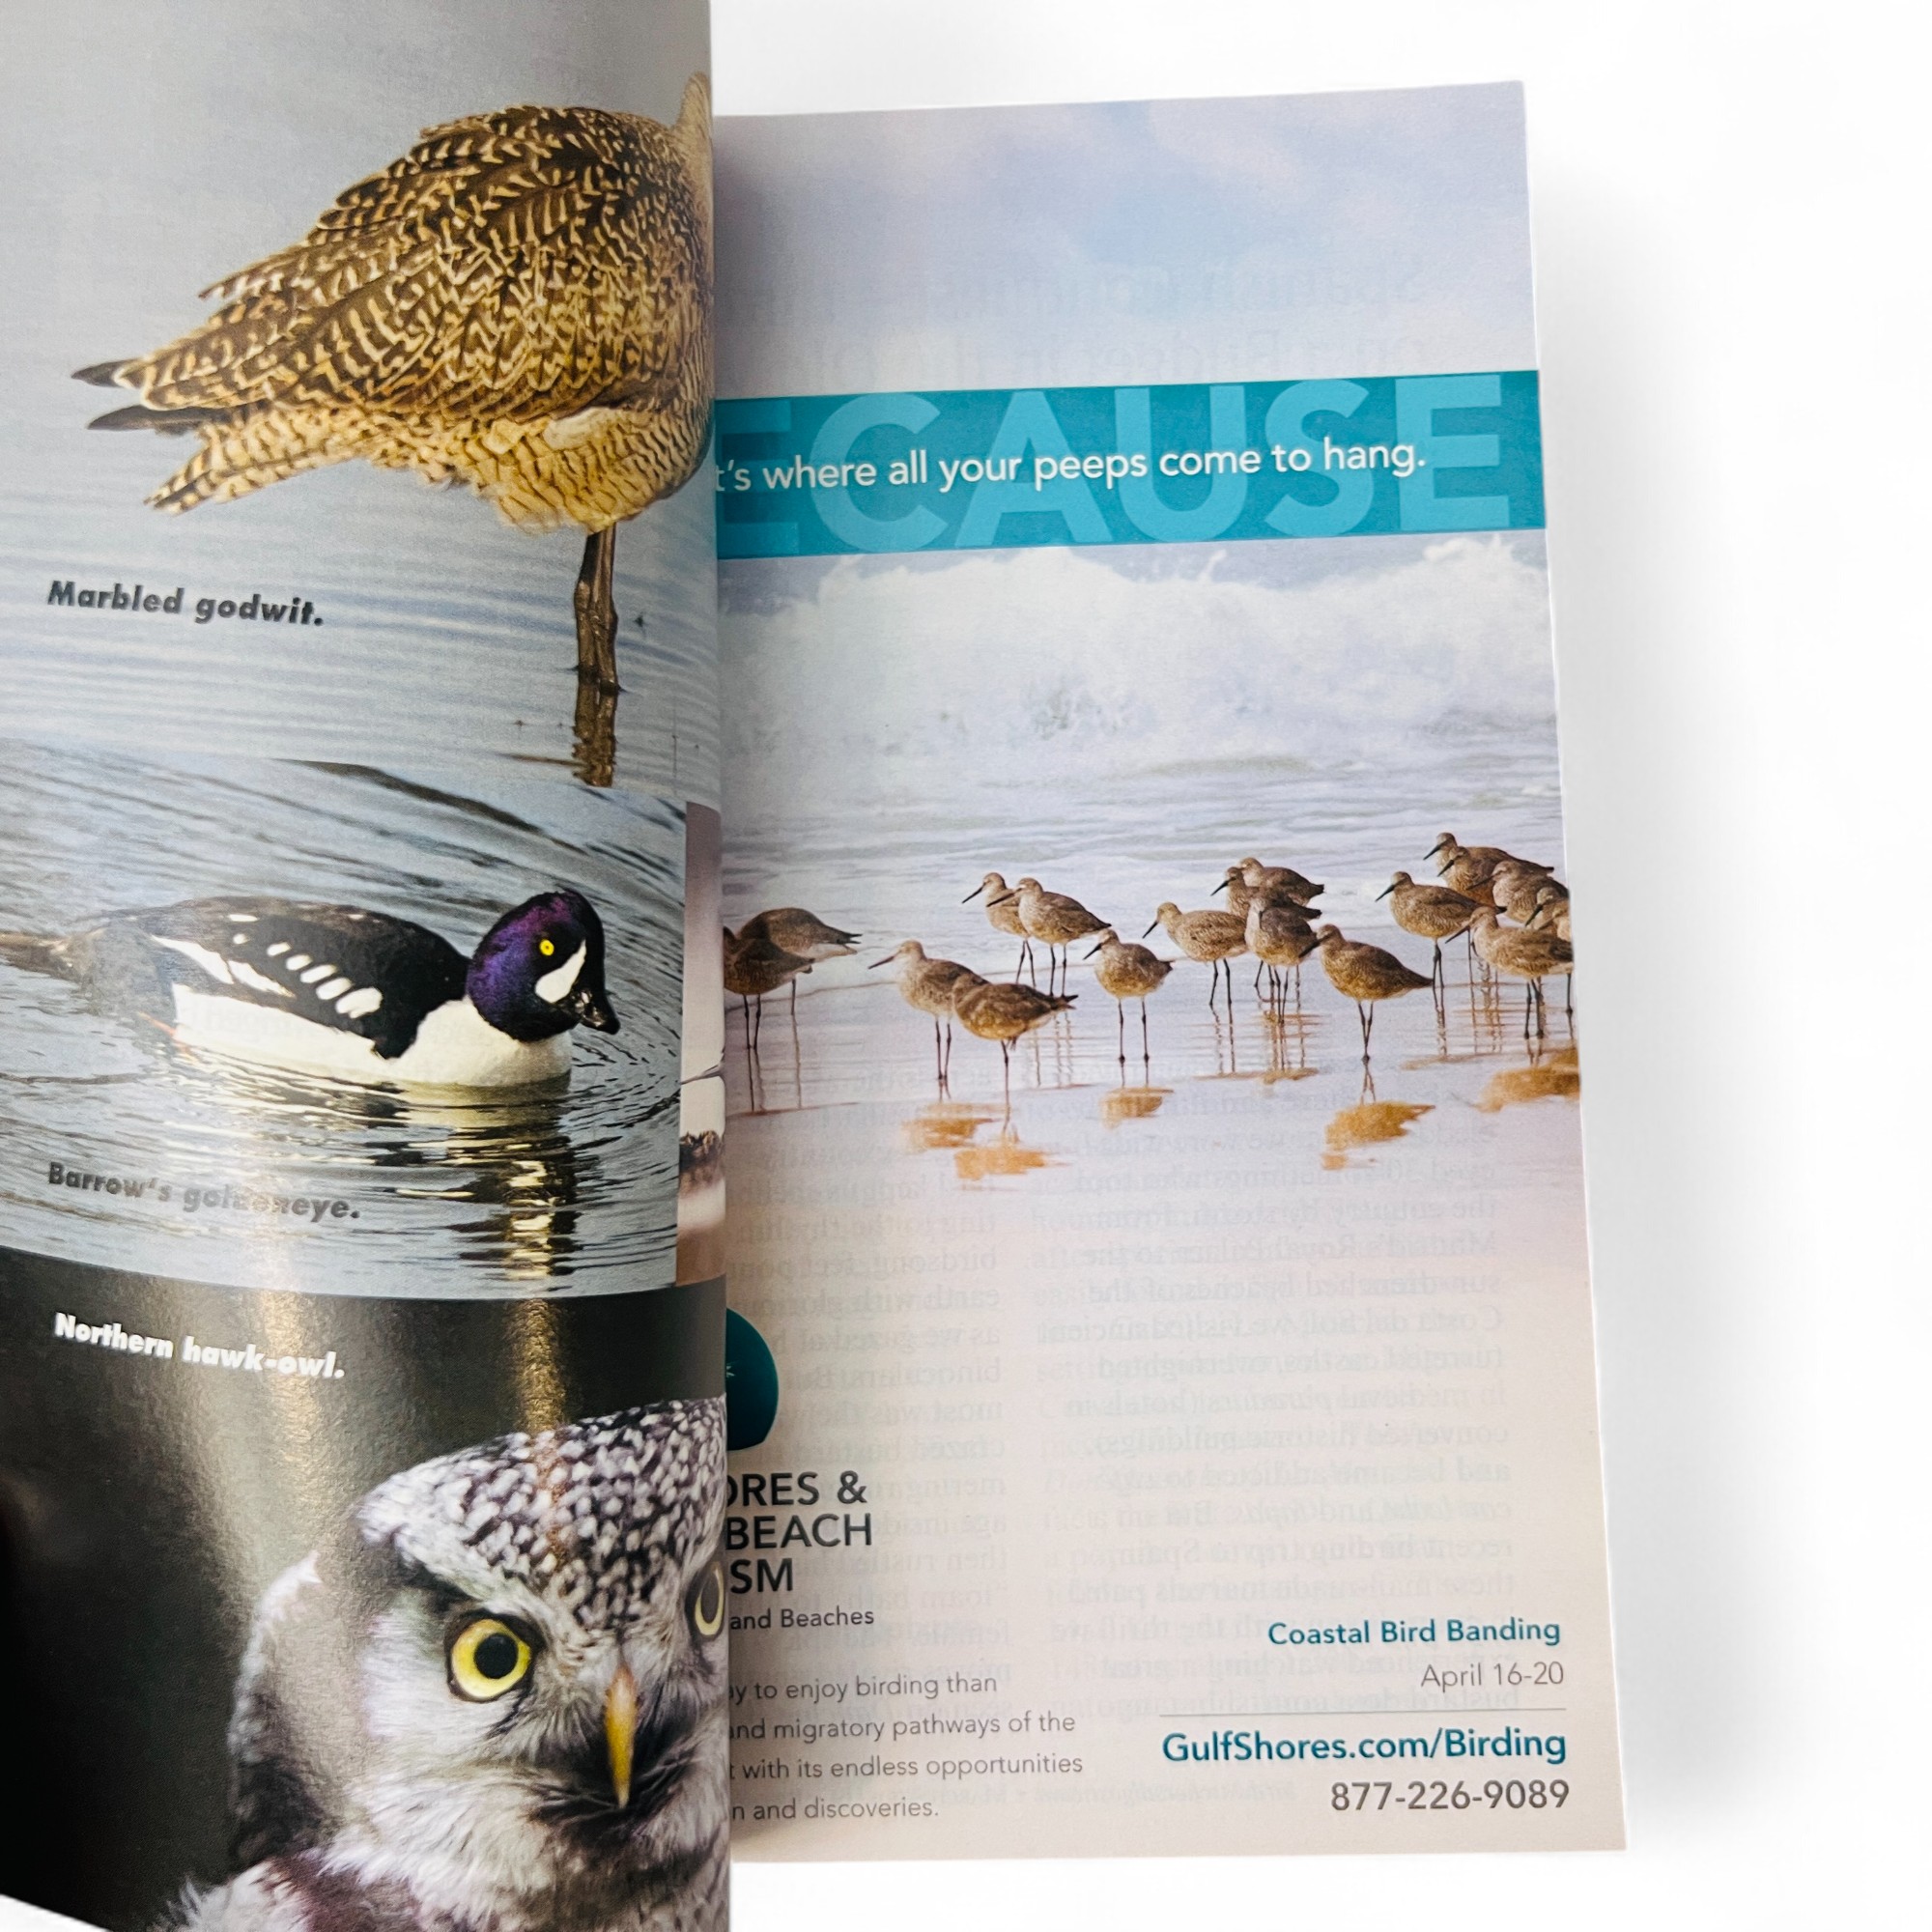 Marbled godwit.
Barrow's goldeneye.
Northern hawk-owl.
ECAUSE
t's where all your peeps come to hang.
ORES &
BEACH
SM
and Beaches
y to enjoy birding than
nd migratory pathways of the
t with its endless opportunities
n and discoveries.
Coastal Bird Banding
April 16-20
GulfShores.com/Birding
877-226-9089